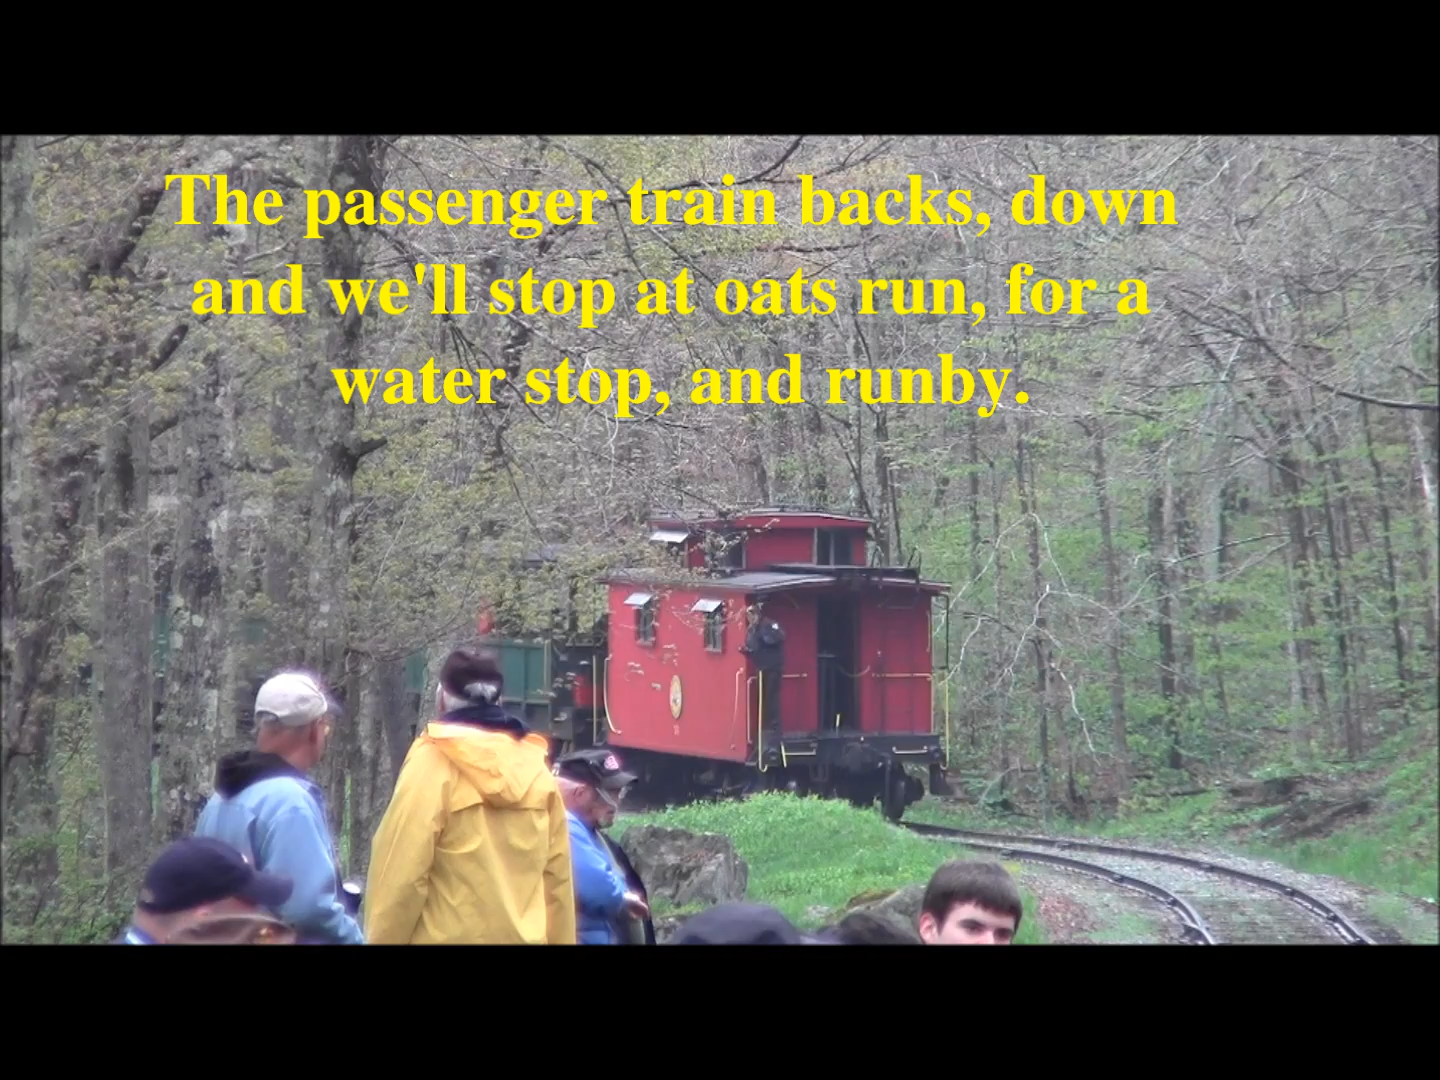 The passenger train backs, down
and we'll stop at oats run, for a
water stop, and runby.